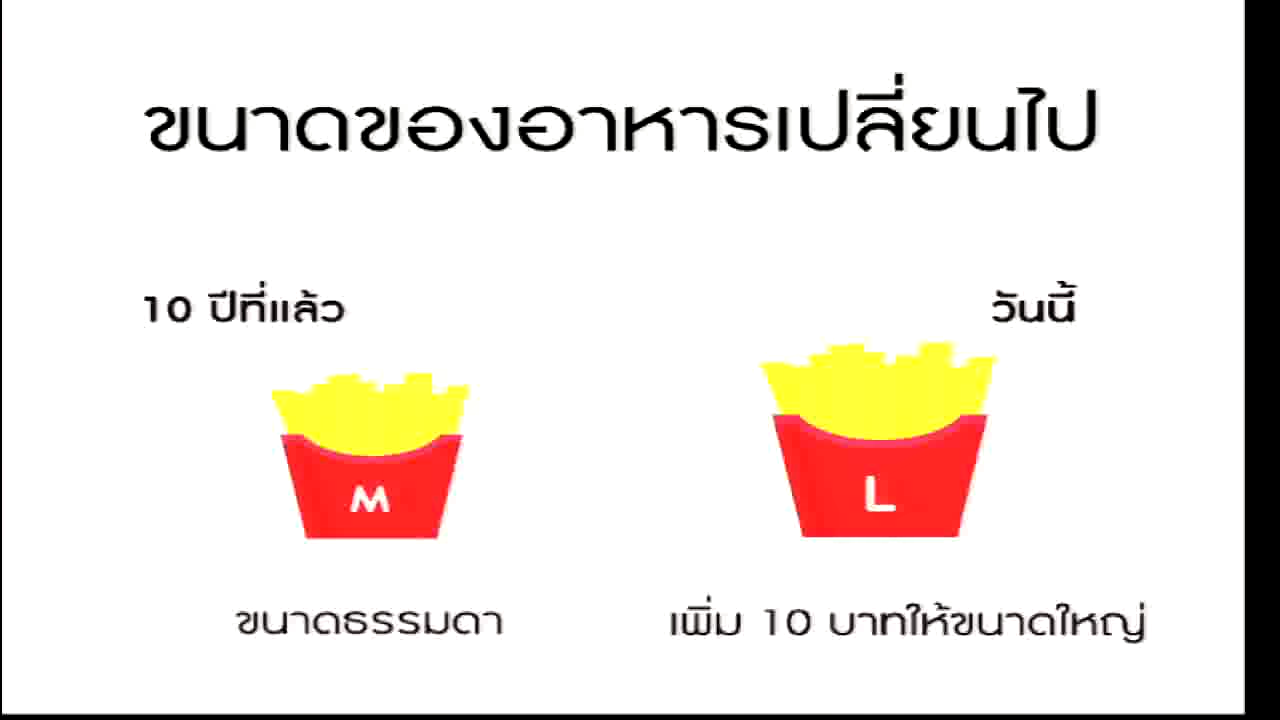 ขนาดของอาหารเปลี่ยนไป
10 ปีที่แล้ว
วันนี้
M
L
ขนาดธรรมดา
เพิ่ม 10 บาทให้ขนาดใหญ่